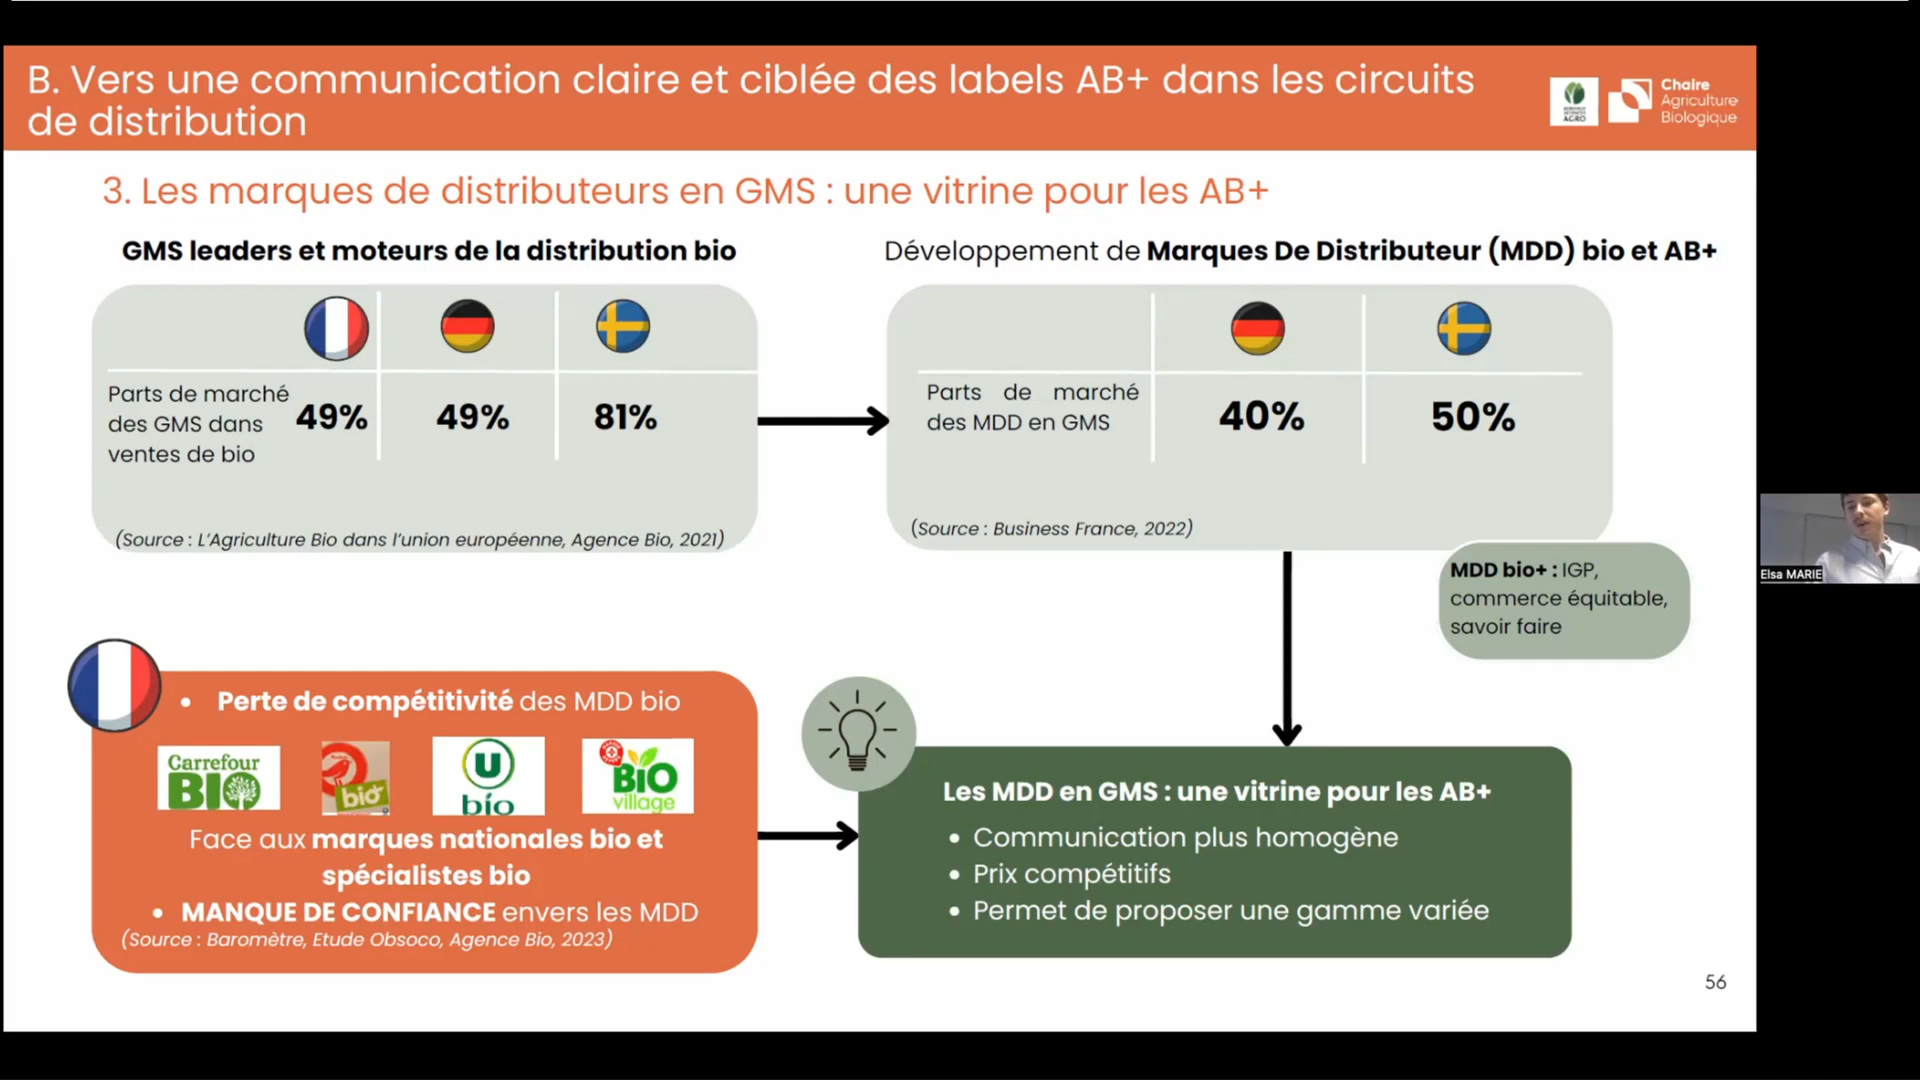 B. Vers une communication claire et ciblée des labels AB+ dans les circuits
de distribution
Chaire
Agriculture
Biologique
AGRO
3. Les marques de distributeurs en GMS : une vitrine pour les AB+
GMS leaders et moteurs de la distribution bio
Parts de marché
des GMS dans
ventes de bio
49%
49%
81%
(Source : L'Agriculture Bio dans l'union européenne, Agence Bio, 2021)
Développement de Marques De Distributeur (MDD) bio et AB+
Parts de marché
des MDD en GMS
40%
50%
(Source : Business France, 2022)
MDD bio+ : IGP,
commerce équitable,
savoir faire
Elsa MARIE
• Perte de compétitivité des MDD bio
Carrefour
BIO
bio
U
bio
BIO
village
Face aux marques nationales bio et
spécialistes bio
• MANQUE DE CONFIANCE envers les MDD
(Source : Baromètre, Etude Obsoco, Agence Bio, 2023)
Les MDD en GMS : une vitrine pour les AB+
• Communication plus homogène
• Prix compétitifs
• Permet de proposer une gamme variée
56